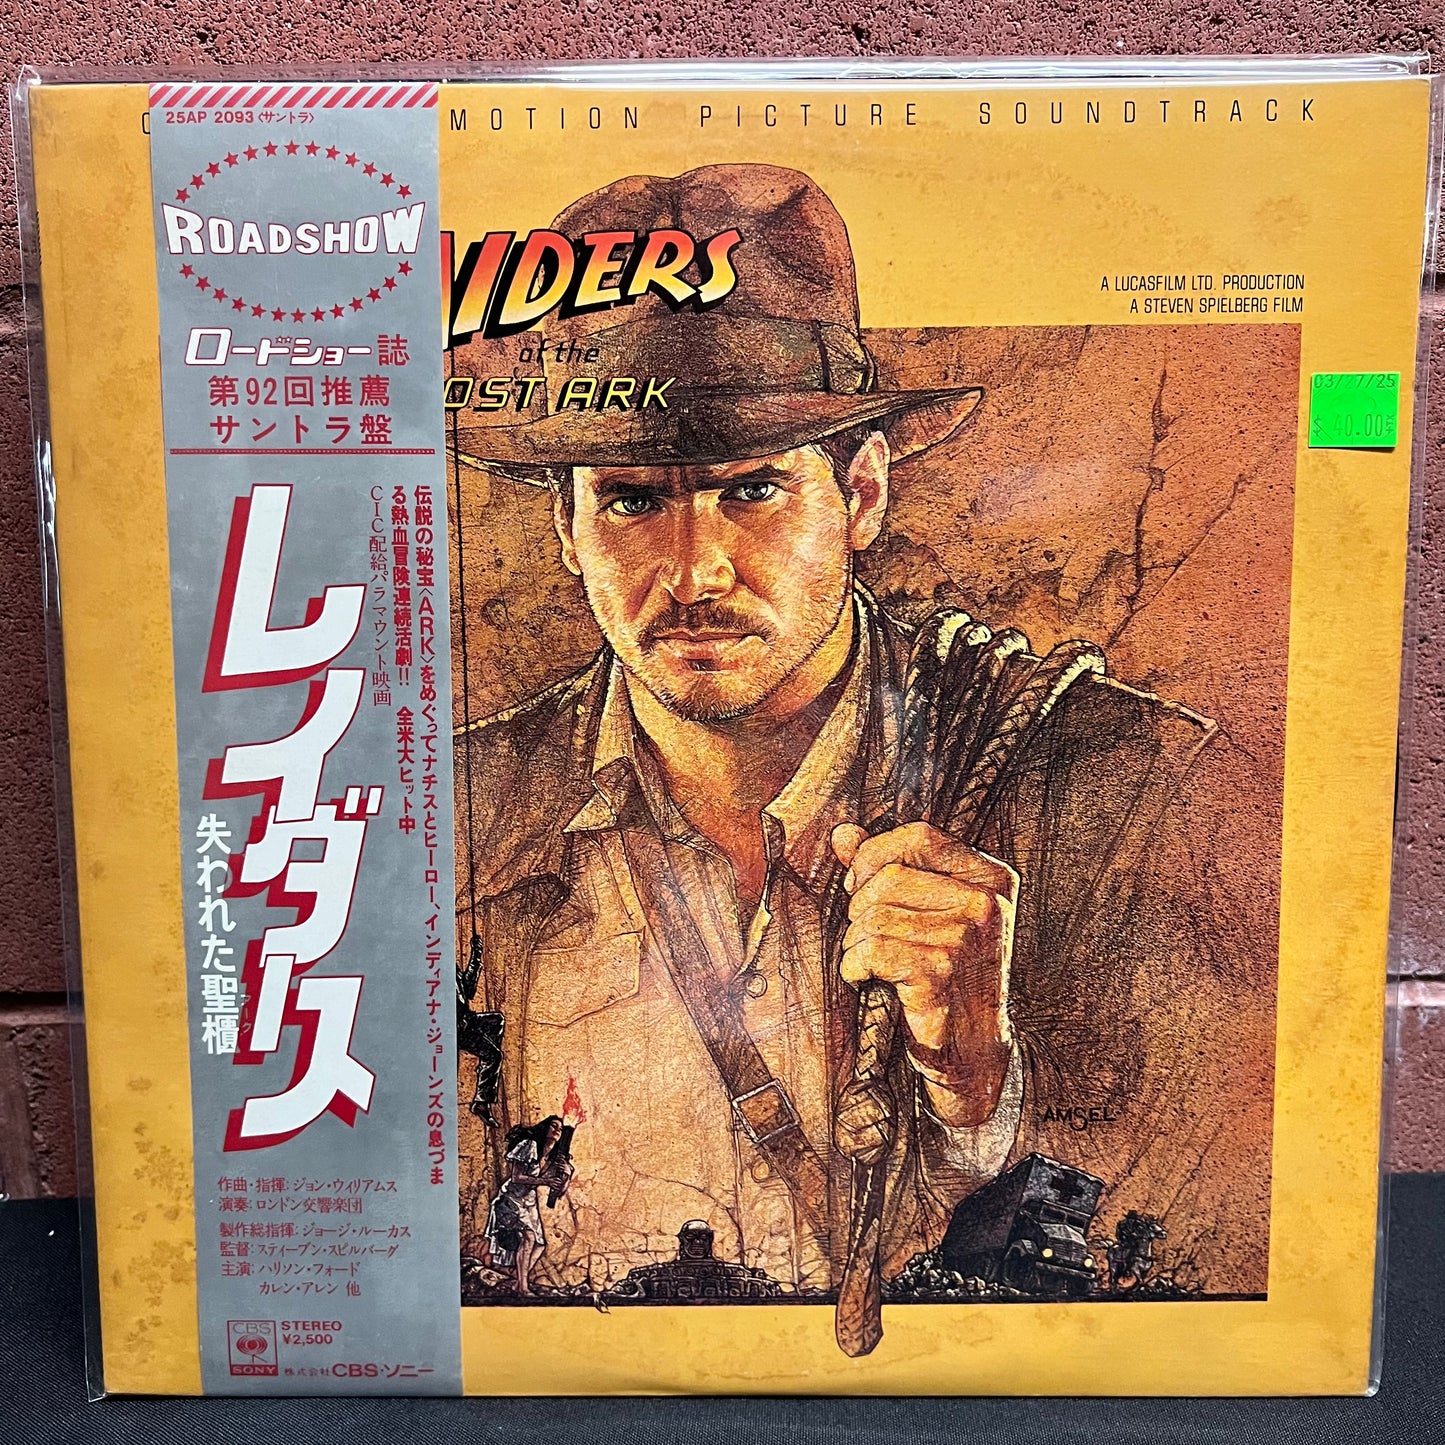 25AP 2093〈サントラ〉
ROADSHOW
ロードショー誌
第92回推薦
サントラ盤
伝説の秘宝〈ARK〉をめぐってナチスとヒーロー、インディアナ・ジョーンズの息づま
る熱血冒険連続活劇!! 全米大ヒット中
CIC配給パラマウント映画
レイダース
失われた聖櫃
アーク
作曲・指揮:ジョン・ウィリアムス
演奏:ロンドン交響楽団
製作総指揮:ジョージ・ルーカス
監督:スティーブン・スピルバーグ
主演:ハリソン・フォード
カレン・アレン 他
CBS
SONY
STEREO
¥2,500
株式会社CBS・ソニー
O MOTION PICTURE SOUNDTRACK
AIDERS
of the
OST ARK
A LUCASFILM LTD. PRODUCTION
A STEVEN SPIELBERG FILM
03/27/25
$ 40.00
AMSEL